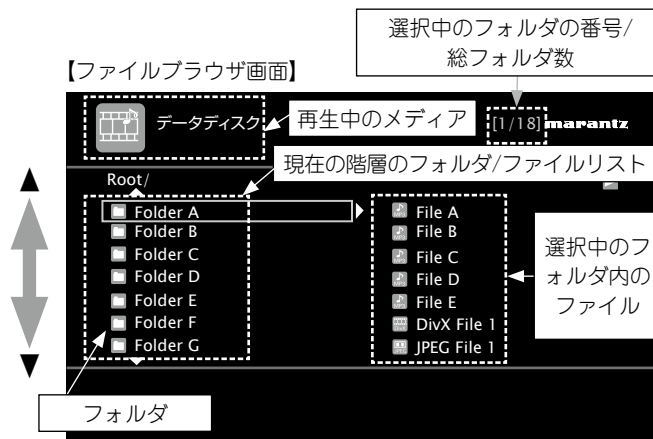 選択中のフォルダの番号/
総フォルダ数
【ファイルブラウザ画面】
データディスク
再生中のメディア
[1/18]
marantz
現在の階層のフォルダ/ファイルリスト
Root/
Folder A
Folder B
Folder C
Folder D
Folder E
Folder F
Folder G
MP3 File A
MP3 File B
MP3 File C
MP3 File D
MP3 File E
DivX File 1
JPEG File 1
選択中のフ
ォルダ内の
ファイル
フォルダ